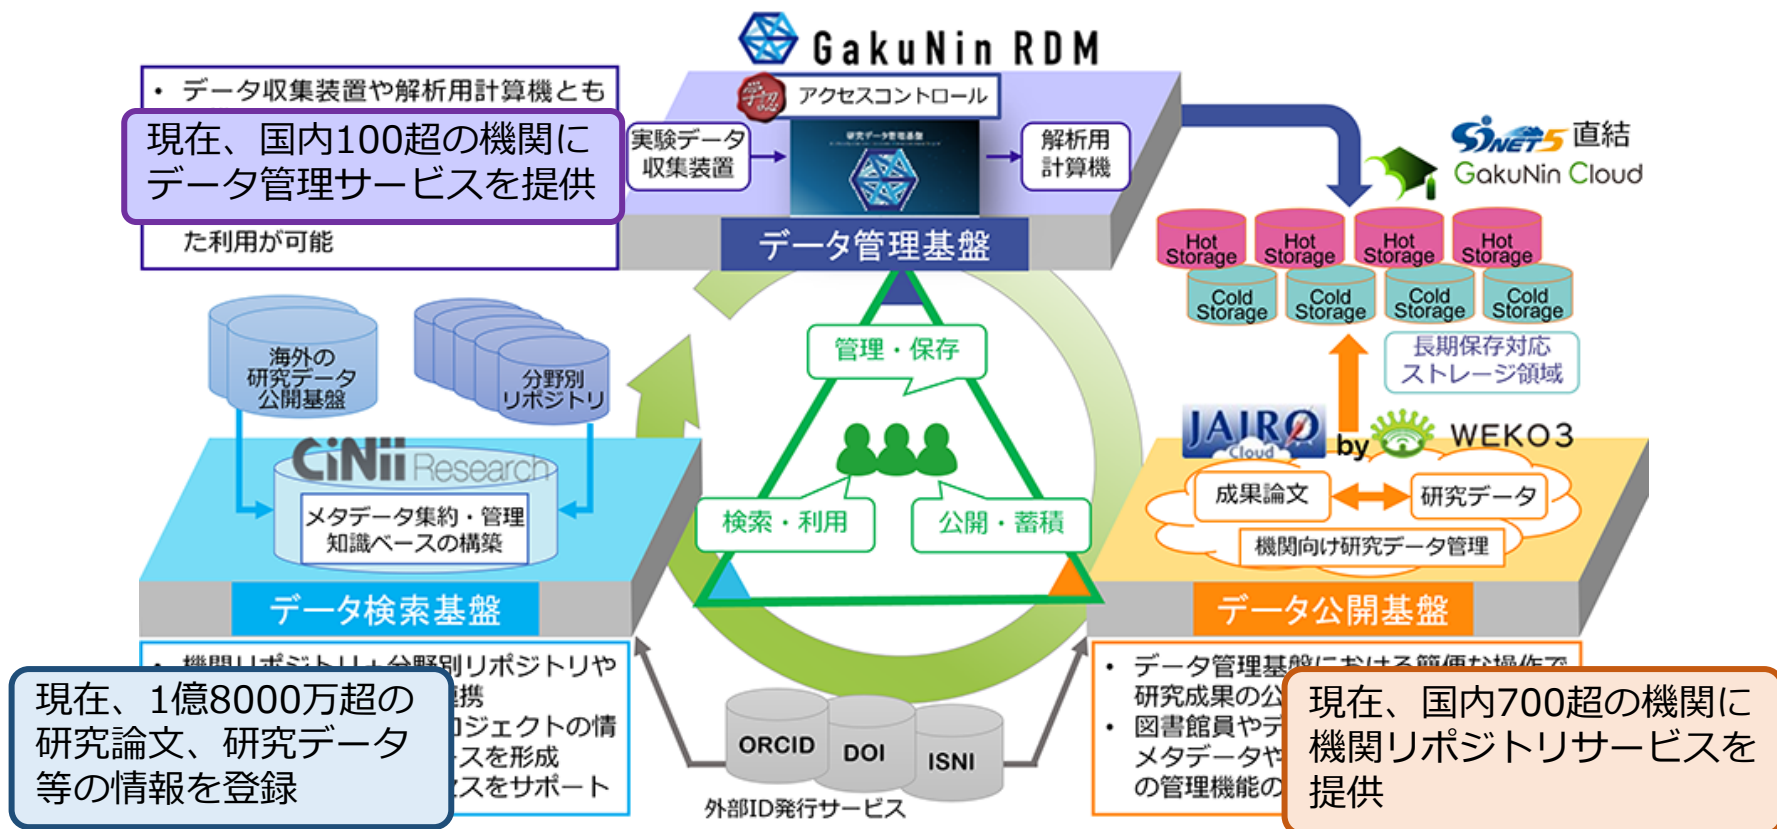 GakuNin RDM
・ データ収集装置や解析用計算機とも
現在、国内100超の機関に
データ管理サービスを提供
た利用が可能
学認
アクセスコントロール
実験データ
収集装置
研究データ管理基盤
解析用
計算機
データ管理基盤
SINET5 直結
GakuNin Cloud
Hot
Storage
Hot
Storage
Hot
Storage
Hot
Storage
Cold
Storage
Cold
Storage
Cold
Storage
Cold
Storage
長期保存対応
ストレージ領域
海外の
研究データ
公開基盤
分野別
リポジトリ
管理・保存
検索・利用
公開・蓄積
CiNii Research
メタデータ集約・管理
知識ベースの構築
データ検索基盤
JAIRO
Cloud
by
WEKO3
成果論文
研究データ
機関向け研究データ管理
データ公開基盤
・ 機関リポジトリ+分野別リポジトリや
連携
ロジェクトの情
ースを形成
セスをサポート
現在、1億8000万超の
研究論文、研究データ
等の情報を登録
ORCID
DOI
ISNI
外部ID発行サービス
・ データ管理基盤における簡便な操作で
研究成果の公
・ 図書館員やデ
メタデータや
の管理機能の
現在、国内700超の機関に
機関リポジトリサービスを
提供